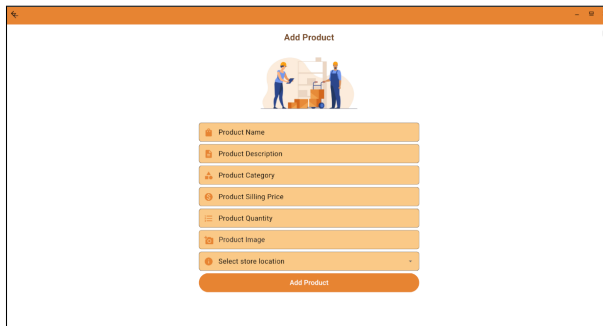 Add Product
Product Name
Product Description
Product Category
Product Silling Price
Product Quantity
Product Image
Select store location
Add Product